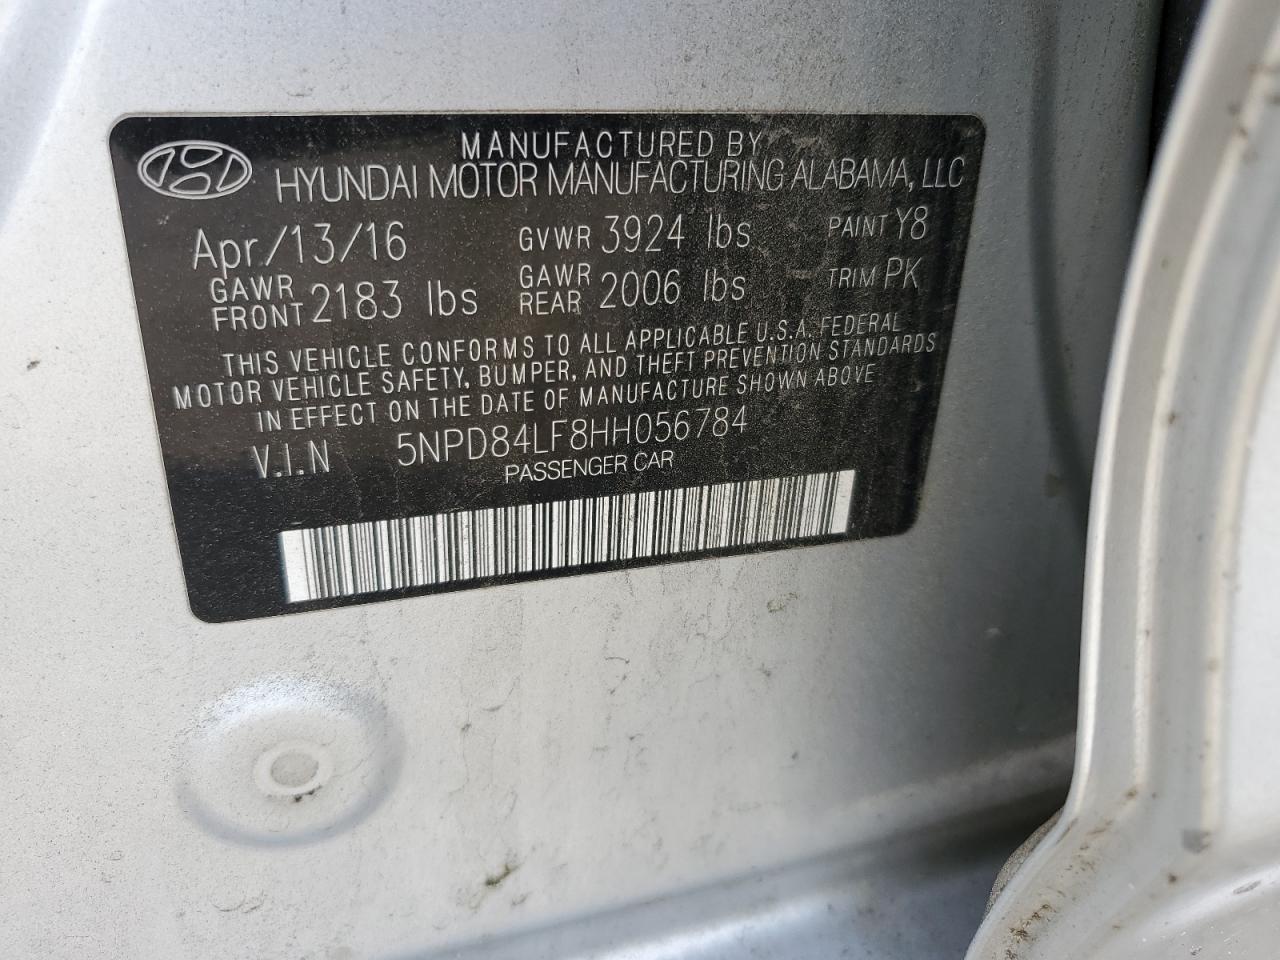 MANUFACTURED BY
HYUNDAI MOTOR MANUFACTURING ALABAMA, LLC
Apr/13/16 GVWR 3924 lbs PAINT Y8
GAWR FRONT 2183 lbs GAWR REAR 2006 lbs TRIM PK
THIS VEHICLE CONFORMS TO ALL APPLICABLE U.S.A. FEDERAL
MOTOR VEHICLE SAFETY, BUMPER, AND THEFT PREVENTION STANDARDS
IN EFFECT ON THE DATE OF MANUFACTURE SHOWN ABOVE
V.I.N 5NPD84LF8HH056784
PASSENGER CAR